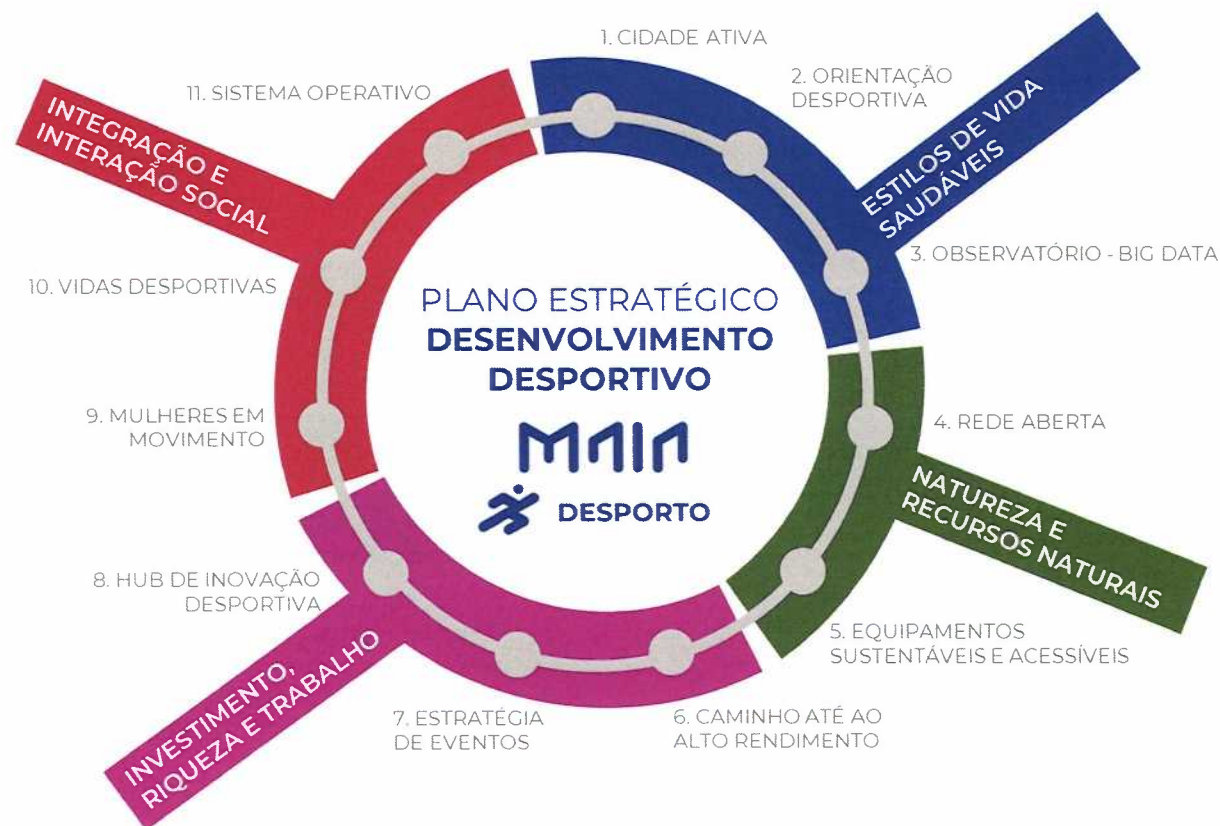 1. CIDADE ATIVA
2. ORIENTAÇÃO
DESPORTIVA
ESTILOS DE VIDA
SAUDÁVEIS
3. OBSERVATÓRIO - BIG DATA
4. REDE ABERTA
NATUREZA E
RECURSOS NATURAIS
5. EQUIPAMENTOS
SUSTENTÁVEIS E ACESSÍVEIS
6. CAMINHO ATÉ AO
ALTO RENDIMENTO
7. ESTRATÉGIA
DE EVENTOS
INVESTIMENTO,
RIQUEZA E TRABALHO
8. HUB DE INOVAÇÃO
DESPORTIVA
9. MULHERES EM
MOVIMENTO
10. VIDAS DESPORTIVAS
INTEGRAÇÃO E
INTERAÇÃO SOCIAL
11. SISTEMA OPERATIVO
PLANO ESTRATÉGICO
DESENVOLVIMENTO
DESPORTIVO
MAIA
DESPORTO